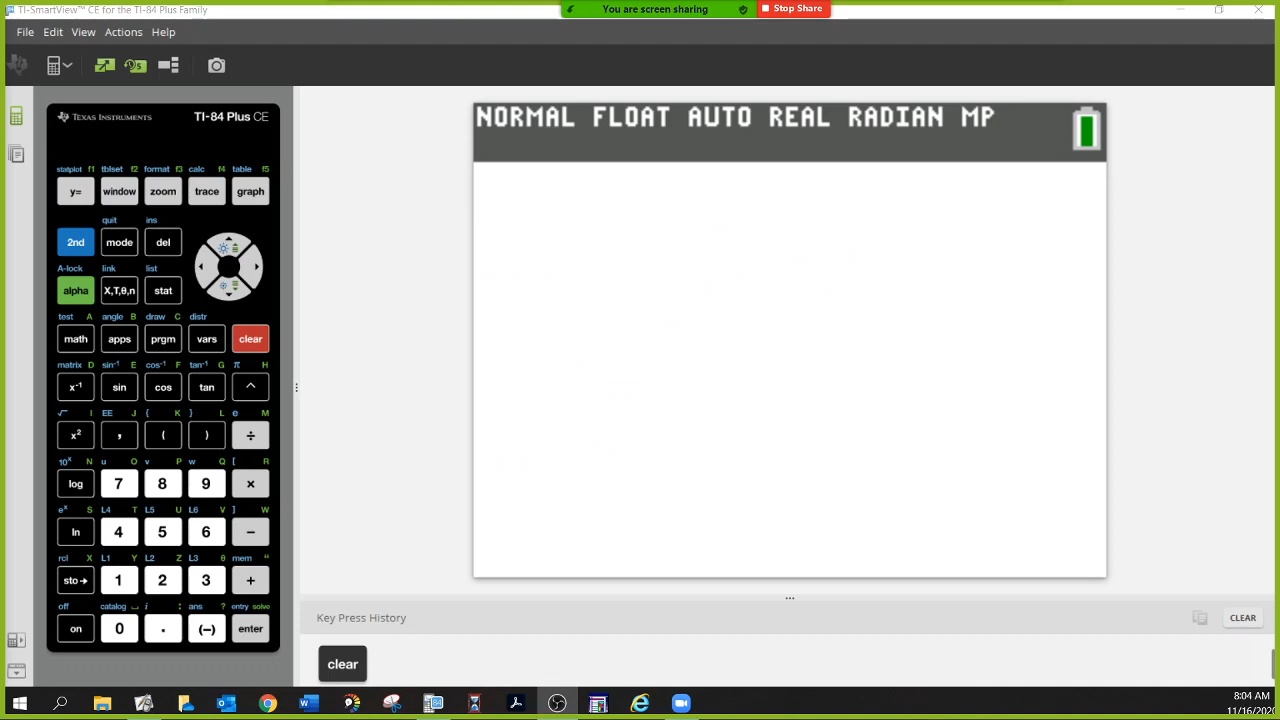 TI-SmartView™ CE for the TI-84 Plus Family
You are screen sharing
Stop Share
File Edit View Actions Help
TEXAS INSTRUMENTS TI-84 Plus CE
NORMAL FLOAT AUTO REAL RADIAN MP
statplot f1 tblset f2 format f3 calc f4 table f5
y= window zoom trace graph
quit ins
2nd mode del
A-lock link list
alpha X,T,θ,n stat
test A angle B draw C distr
math apps prgm vars clear
matrix D sin⁻¹ E cos⁻¹ F tan⁻¹ G π H
x⁻¹ sin cos tan ^
√ I EE J { K } L e M
x² , ( ) ÷
10ˣ N u O v P w Q [ R
log 7 8 9 ×
eˣ S L4 T L5 U L6 V ] W
ln 4 5 6 −
rcl X L1 Y L2 Z L3 θ mem "
sto→ 1 2 3 +
off catalog ⎵ i : ans ? entry solve
on 0 . (−) enter
Key Press History
CLEAR
clear
8:04 AM